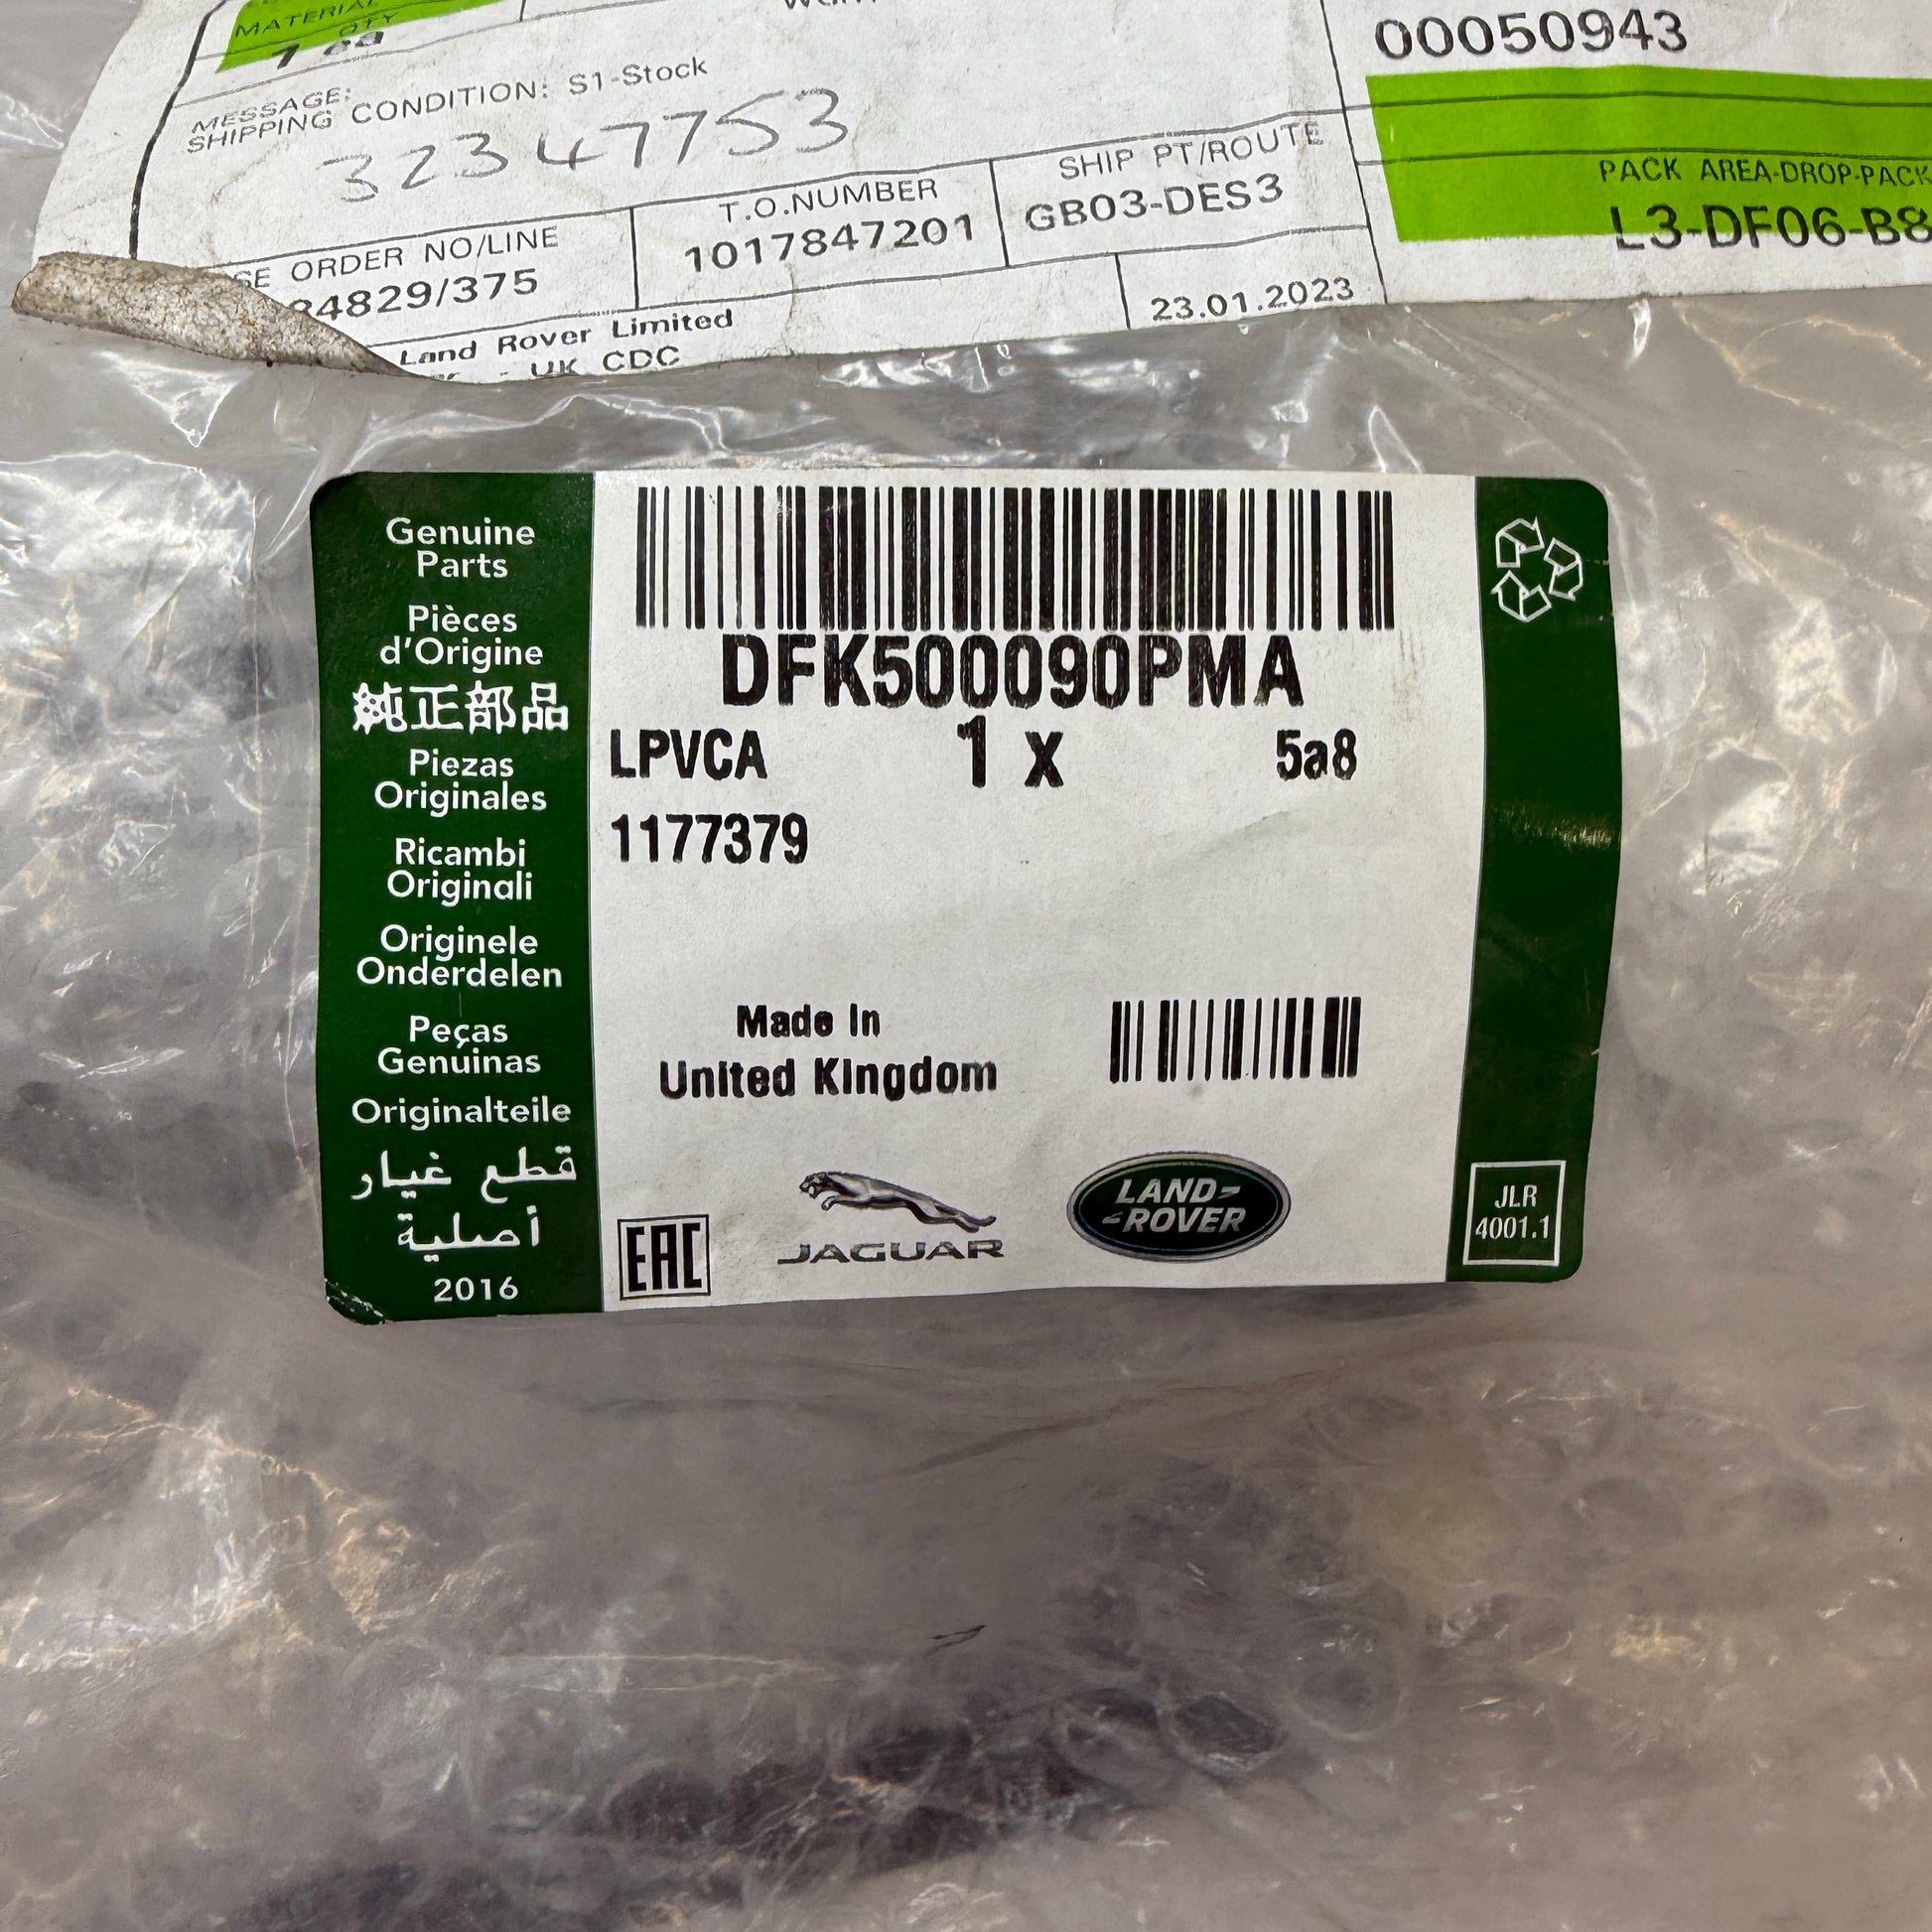 MATERIAL
QTY
1 ea
00050943
MESSAGE:
SHIPPING CONDITION: S1-Stock
32347753
PACK AREA-DROP-PACK
L3-DF06-B8
ORDER NO/LINE
4829/375
T.O.NUMBER
1017847201
SHIP PT/ROUTE
GB03-DES3
23.01.2023
Land Rover Limited
UK CDC
Genuine
Parts
Pièces
d'Origine
純正部品
Piezas
Originales
Ricambi
Originali
Originele
Onderdelen
Peças
Genuinas
Originalteile
قطع غيار
أصلية
2016
DFK500090PMA
LPVCA 1 x 5a8
1177379
Made In
United Kingdom
EAC
JAGUAR
LAND-
-ROVER
JLR
4001.1